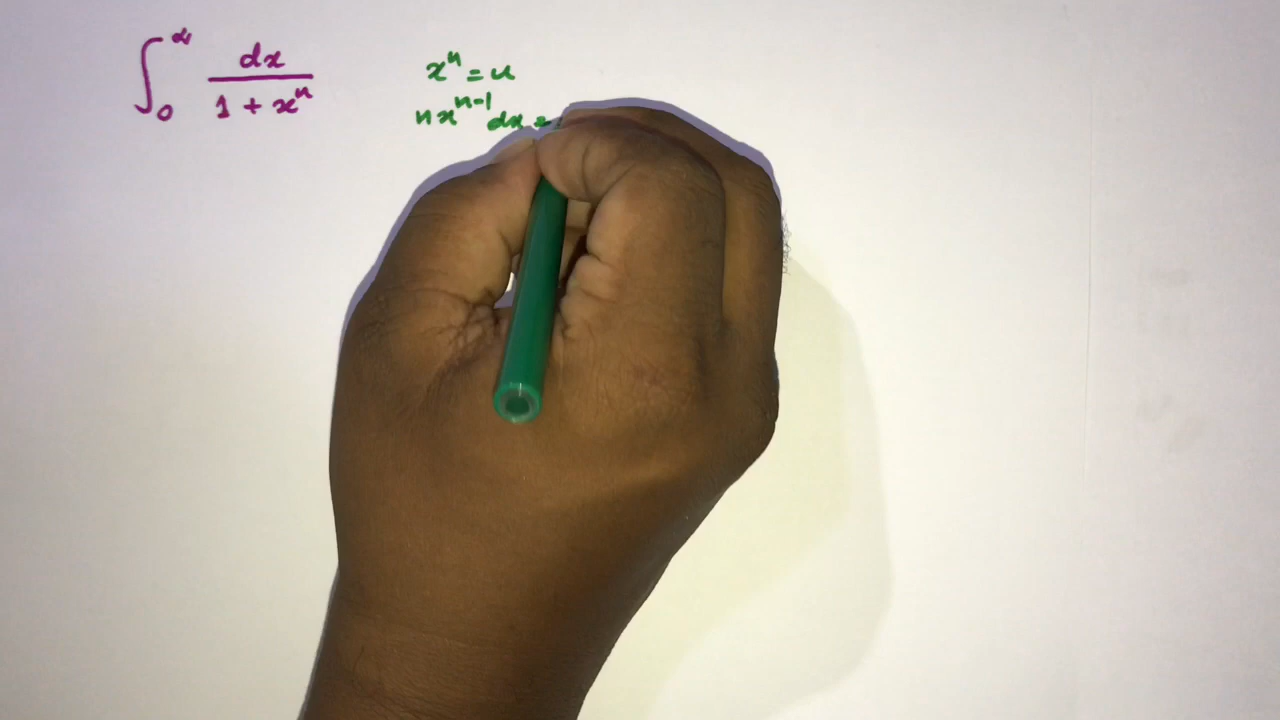 ∫₀^∝ dx / (1 + xⁿ)
xⁿ = u
nxⁿ⁻¹ dx =